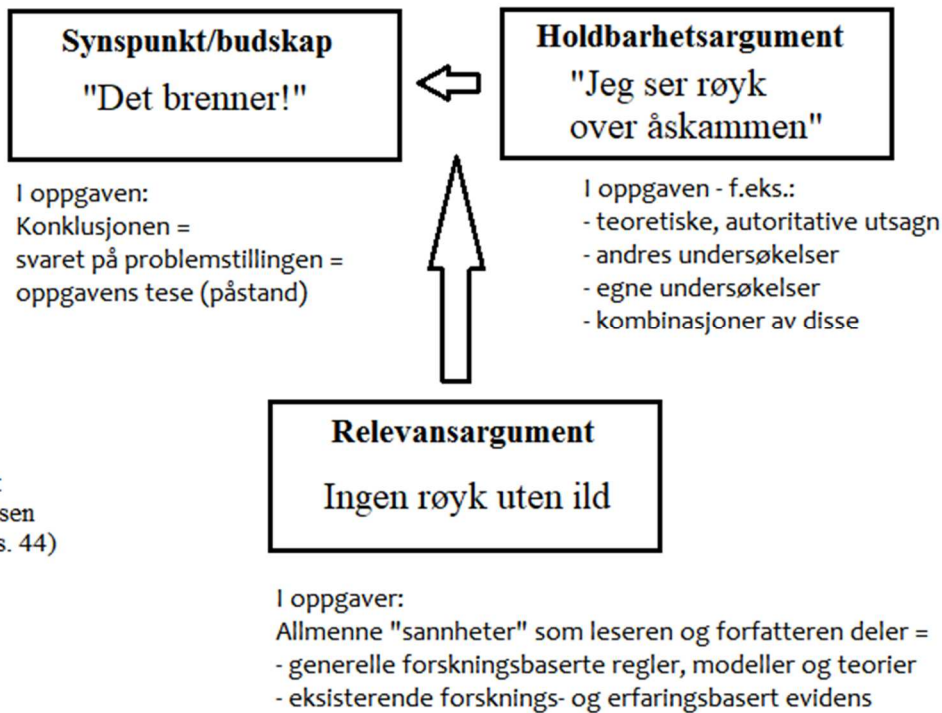 Synspunkt/budskap
"Det brenner!"
Holdbarhetsargument
"Jeg ser røyk
over åskammen"
I oppgaven:
Konklusjonen =
svaret på problemstillingen =
oppgavens tese (påstand)
I oppgaven - f.eks.:
- teoretiske, autoritative utsagn
- andres undersøkelser
- egne undersøkelser
- kombinasjoner av disse
Relevansargument
Ingen røyk uten ild
sen
s. 44)
I oppgaver:
Allmenne "sannheter" som leseren og forfatteren deler =
- generelle forskningsbaserte regler, modeller og teorier
- eksisterende forsknings- og erfaringsbasert evidens